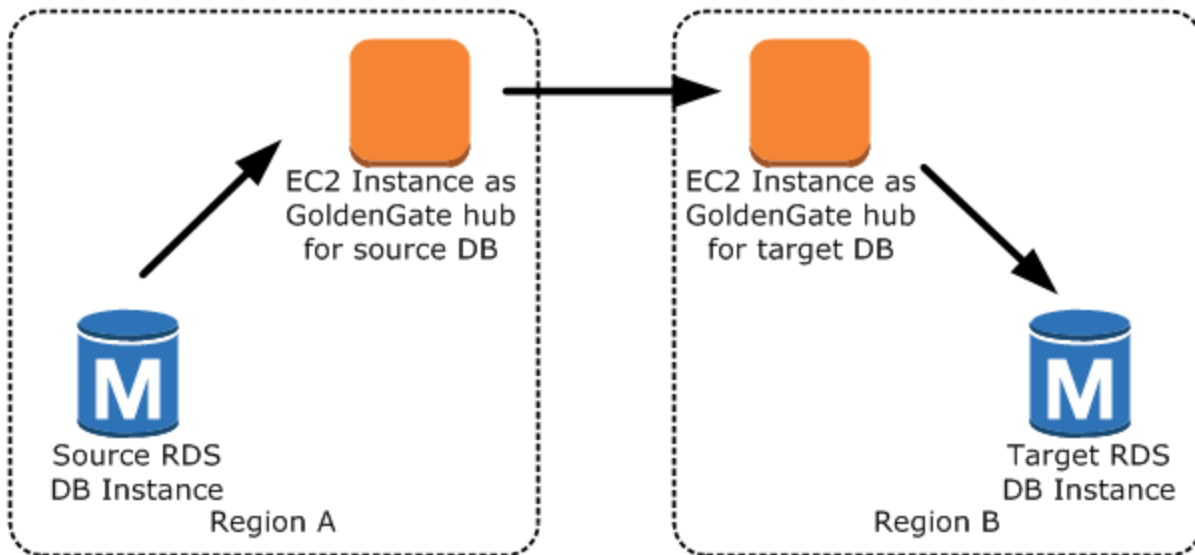 EC2 Instance as
GoldenGate hub
for source DB
M
Source RDS
DB Instance
Region A
EC2 Instance as
GoldenGate hub
for target DB
M
Target RDS
DB Instance
Region B